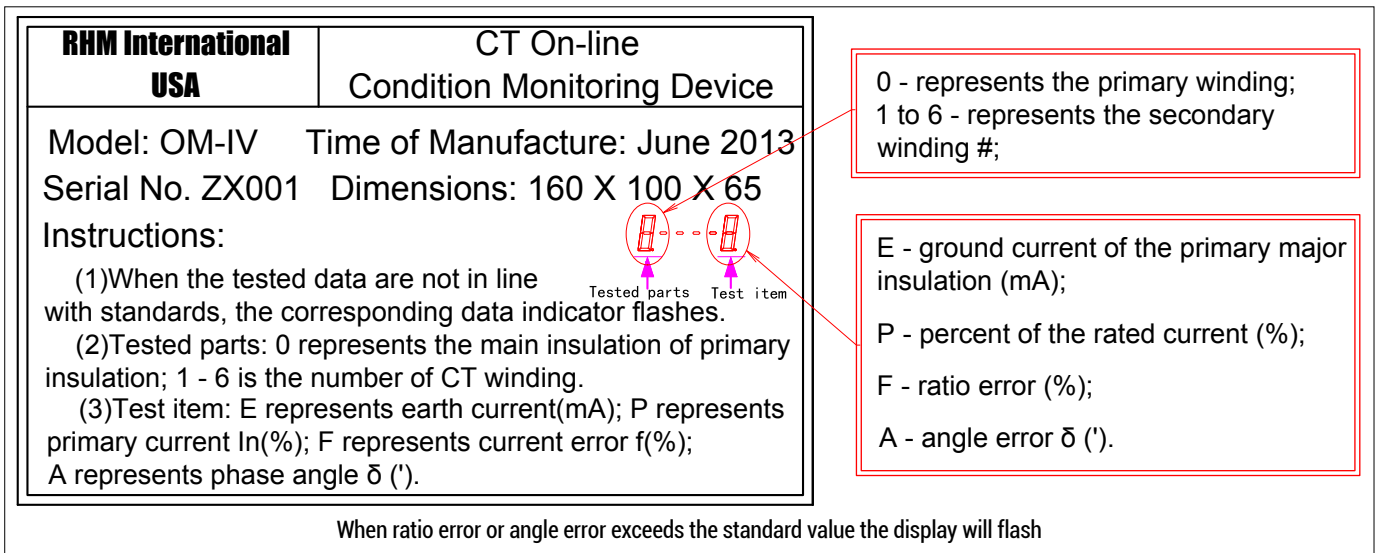 RHM International
USA
CT On-line
Condition Monitoring Device
Model: OM-IV Time of Manufacture: June 2013
Serial No. ZX001 Dimensions: 160 X 100 X 65
Instructions:
8----8
Tested parts Test item
(1)When the tested data are not in line
with standards, the corresponding data indicator flashes.
(2)Tested parts: 0 represents the main insulation of primary
insulation; 1 - 6 is the number of CT winding.
(3)Test item: E represents earth current(mA); P represents
primary current In(%); F represents current error f(%);
A represents phase angle δ (').
0 - represents the primary winding;
1 to 6 - represents the secondary
winding #;
E - ground current of the primary major
insulation (mA);
P - percent of the rated current (%);
F - ratio error (%);
A - angle error δ (').
When ratio error or angle error exceeds the standard value the display will flash